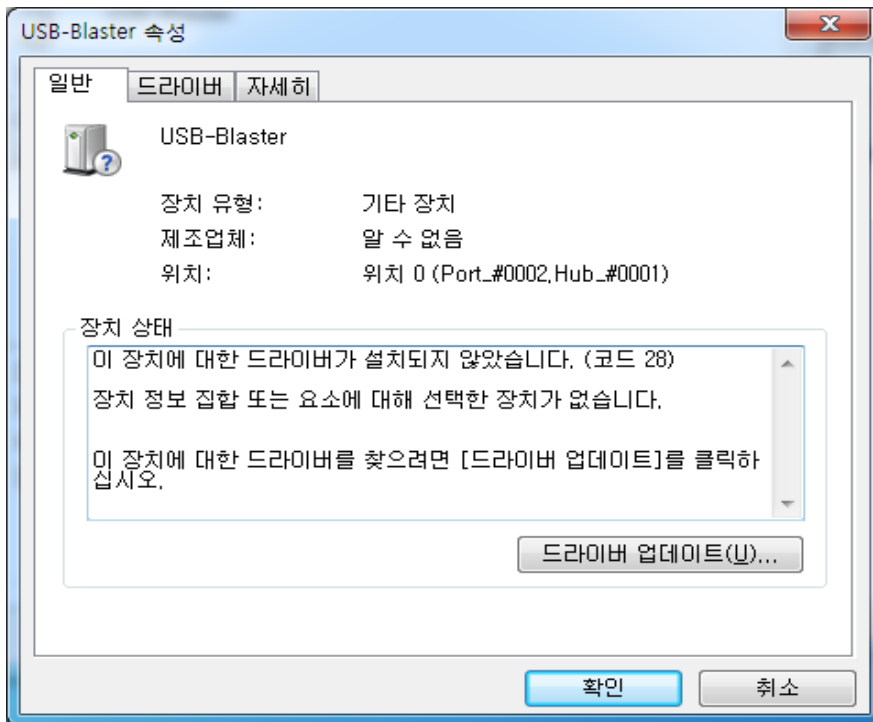 USB-Blaster 속성
일반 드라이버 자세히
USB-Blaster
장치 유형: 기타 장치
제조업체: 알 수 없음
위치: 위치 0 (Port_#0002.Hub_#0001)
장치 상태
이 장치에 대한 드라이버가 설치되지 않았습니다. (코드 28)
장치 정보 집합 또는 요소에 대해 선택한 장치가 없습니다.
이 장치에 대한 드라이버를 찾으려면 [드라이버 업데이트]를 클릭하
십시오.
드라이버 업데이트(U)...
확인 취소